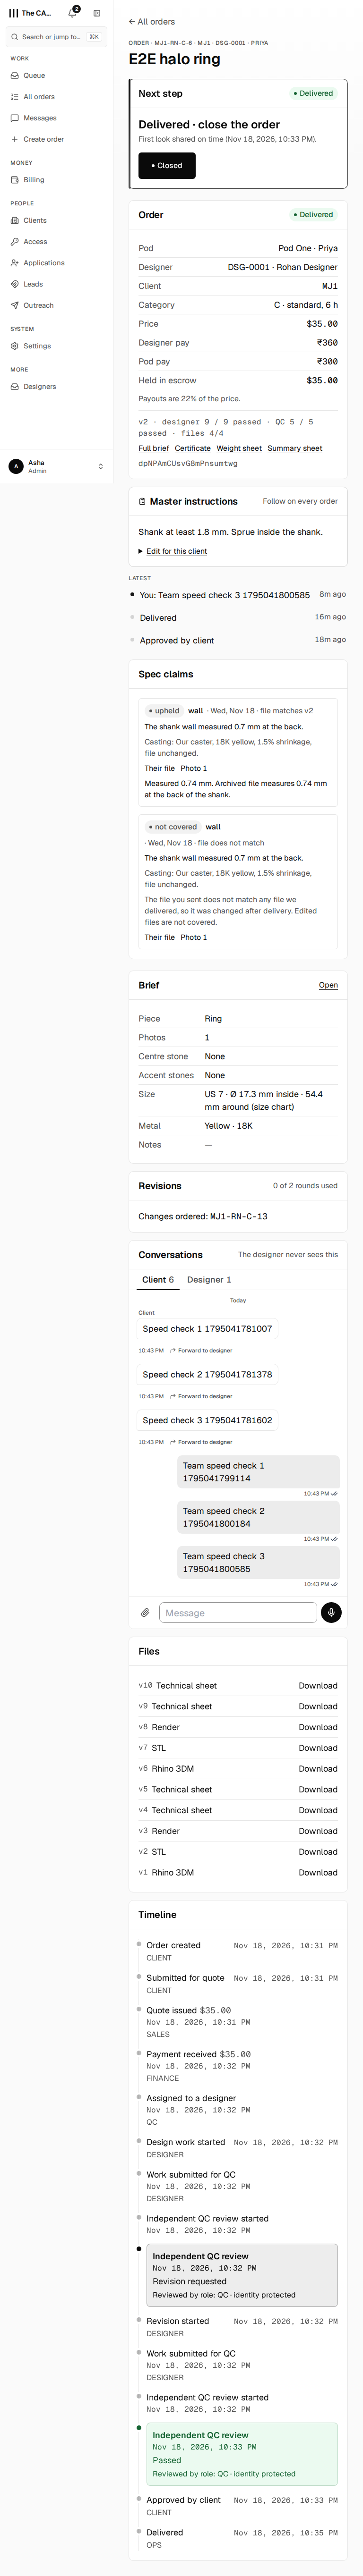 The CA...
2
Search or jump to... ⌘K
WORK
Queue
All orders
Messages
Create order
MONEY
Billing
PEOPLE
Clients
Access
Applications
Leads
Outreach
SYSTEM
Settings
MORE
Designers
A
Asha
Admin
← All orders
ORDER · MJ1-RN-C-6 · MJ1 · DSG-0001 · PRIYA
E2E halo ring
Next step
Delivered
Delivered · close the order
First look shared on time (Nov 18, 2026, 10:33 PM).
Closed
Order
Delivered
Pod Pod One · Priya
Designer DSG-0001 · Rohan Designer
Client MJ1
Category C · standard, 6 h
Price $35.00
Designer pay ₹360
Pod pay ₹300
Held in escrow $35.00
Payouts are 22% of the price.
v2 · designer 9 / 9 passed · QC 5 / 5
passed · files 4/4
Full brief Certificate Weight sheet Summary sheet
dpNPAmCUsvG8mPnsumtwg
Master instructions
Follow on every order
Shank at least 1.8 mm. Sprue inside the shank.
▶ Edit for this client
LATEST
You: Team speed check 3 1795041800585 8m ago
Delivered 16m ago
Approved by client 18m ago
Spec claims
upheld wall · Wed, Nov 18 · file matches v2
The shank wall measured 0.7 mm at the back.
Casting: Our caster, 18K yellow, 1.5% shrinkage,
file unchanged.
Their file Photo 1
Measured 0.74 mm. Archived file measures 0.74 mm
at the back of the shank.
not covered wall
· Wed, Nov 18 · file does not match
The shank wall measured 0.7 mm at the back.
Casting: Our caster, 18K yellow, 1.5% shrinkage,
file unchanged.
The file you sent does not match any file we
delivered, so it was changed after delivery. Edited
files are not covered.
Their file Photo 1
Brief
Open
Piece Ring
Photos 1
Centre stone None
Accent stones None
Size US 7 · Ø 17.3 mm inside · 54.4
mm around (size chart)
Metal Yellow · 18K
Notes —
Revisions
0 of 2 rounds used
Changes ordered: MJ1-RN-C-13
Conversations
The designer never sees this
Client 6 Designer 1
Today
Client
Speed check 1 1795041781007
10:43 PM Forward to designer
Speed check 2 1795041781378
10:43 PM Forward to designer
Speed check 3 1795041781602
10:43 PM Forward to designer
Team speed check 1
1795041799114
10:43 PM
Team speed check 2
1795041800184
10:43 PM
Team speed check 3
1795041800585
10:43 PM
Message
Files
v10 Technical sheet Download
v9 Technical sheet Download
v8 Render Download
v7 STL Download
v6 Rhino 3DM Download
v5 Technical sheet Download
v4 Technical sheet Download
v3 Render Download
v2 STL Download
v1 Rhino 3DM Download
Timeline
Order created Nov 18, 2026, 10:31 PM
CLIENT
Submitted for quote Nov 18, 2026, 10:31 PM
CLIENT
Quote issued $35.00
Nov 18, 2026, 10:31 PM
SALES
Payment received $35.00
Nov 18, 2026, 10:32 PM
FINANCE
Assigned to a designer
Nov 18, 2026, 10:32 PM
QC
Design work started Nov 18, 2026, 10:32 PM
DESIGNER
Work submitted for QC
Nov 18, 2026, 10:32 PM
DESIGNER
Independent QC review started
Nov 18, 2026, 10:32 PM
Independent QC review
Nov 18, 2026, 10:32 PM
Revision requested
Reviewed by role: QC · identity protected
Revision started Nov 18, 2026, 10:32 PM
DESIGNER
Work submitted for QC
Nov 18, 2026, 10:32 PM
DESIGNER
Independent QC review started
Nov 18, 2026, 10:32 PM
Independent QC review
Nov 18, 2026, 10:33 PM
Passed
Reviewed by role: QC · identity protected
Approved by client Nov 18, 2026, 10:33 PM
CLIENT
Delivered Nov 18, 2026, 10:35 PM
OPS